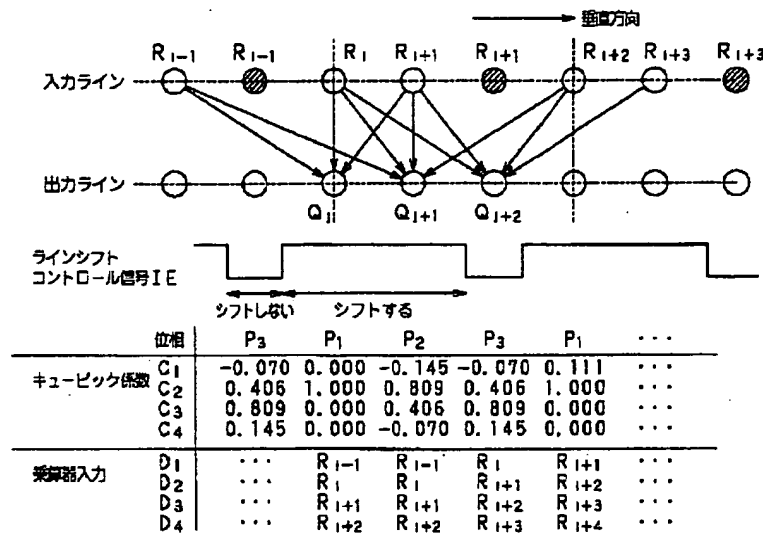 垂直方向
R i-1 R i-1 R i R i+1 R i+1 R i+2 R i+3 R i+3
入力ライン
出力ライン
Q i Q i+1 Q i+2
ラインシフト
コントロール信号IE
シフトしない シフトする
位相 P3 P1 P2 P3 P1 ・・・
キュービック係数
C1 -0.070 0.000 -0.145 -0.070 0.111 ・・・
C2 0.406 1.000 0.809 0.406 1.000 ・・・
C3 0.809 0.000 0.406 0.809 0.000 ・・・
C4 0.145 0.000 -0.070 0.145 0.000 ・・・
乗算器入力
D1 ・・・ R i-1 R i-1 R i R i+1 ・・・
D2 ・・・ R i R i R i+1 R i+2 ・・・
D3 ・・・ R i+1 R i+1 R i+2 R i+3 ・・・
D4 ・・・ R i+2 R i+2 R i+3 R i+4 ・・・